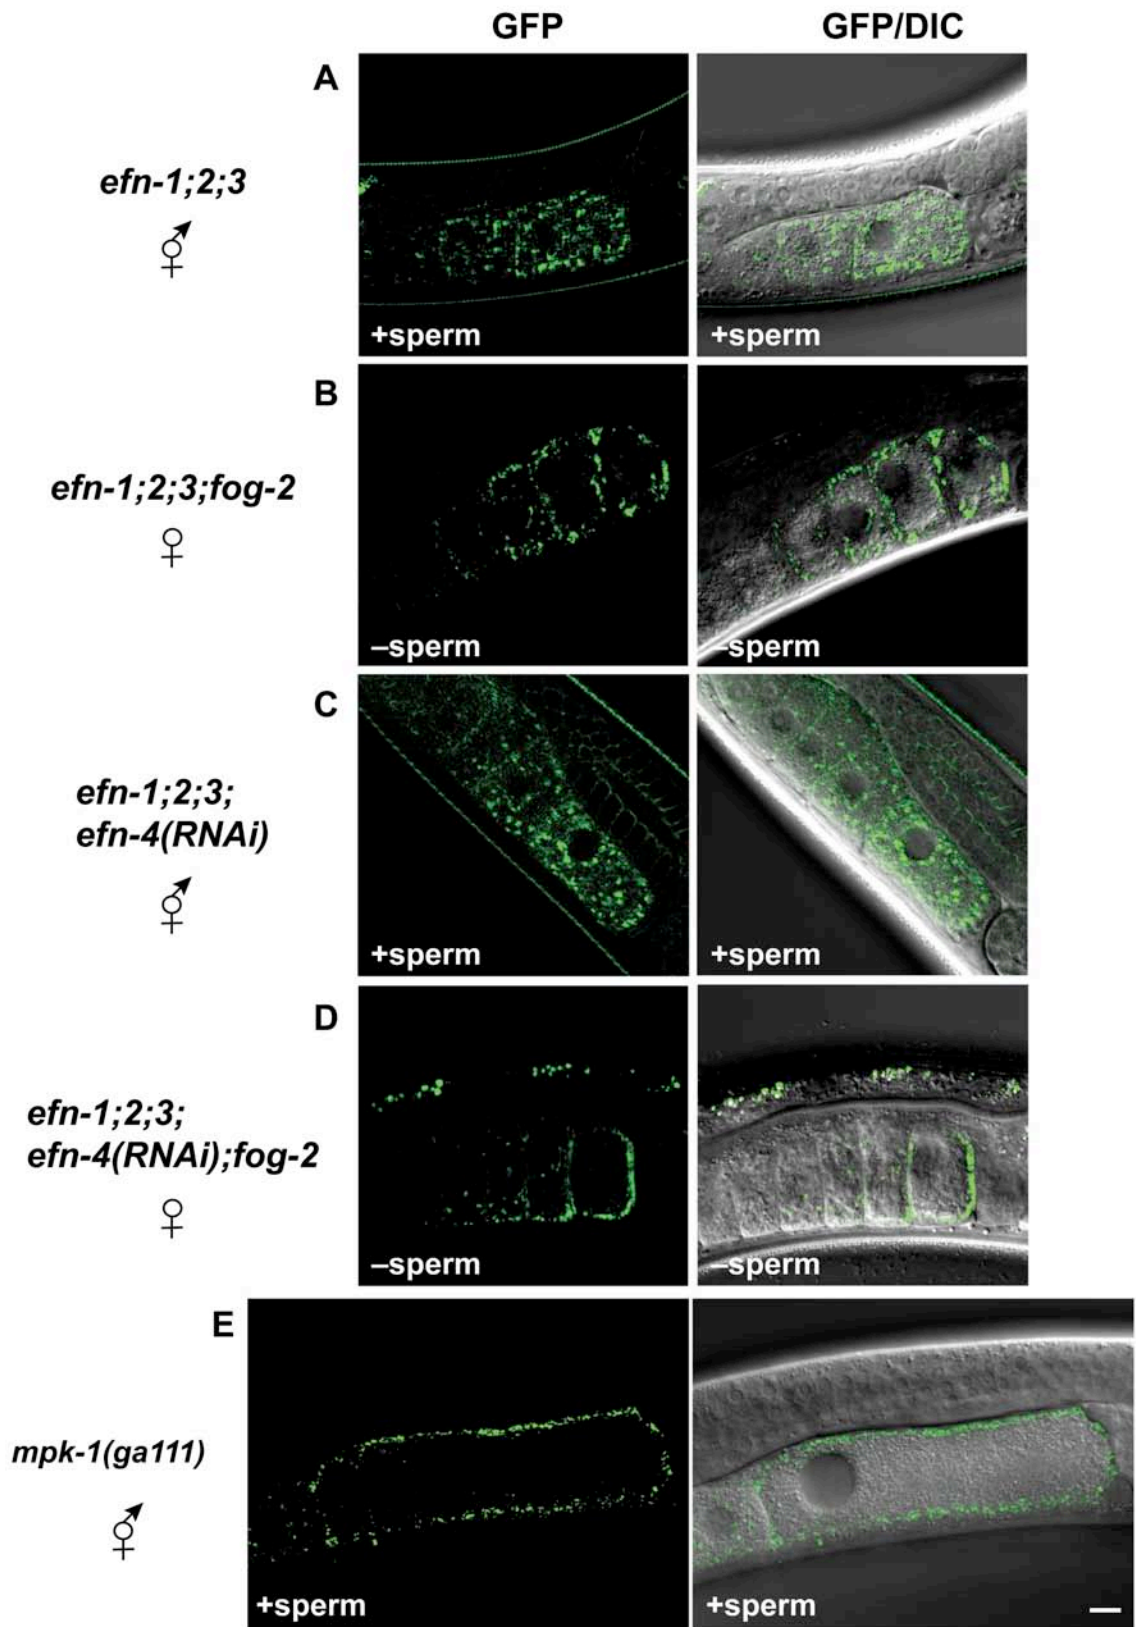 GFP GFP/DIC
A
efn-1;2;3
⚥
+sperm +sperm
B
efn-1;2;3;fog-2
♀
–sperm –sperm
C
efn-1;2;3;
efn-4(RNAi)
⚥
+sperm +sperm
D
efn-1;2;3;
efn-4(RNAi);fog-2
♀
–sperm –sperm
E
mpk-1(ga111)
⚥
+sperm +sperm